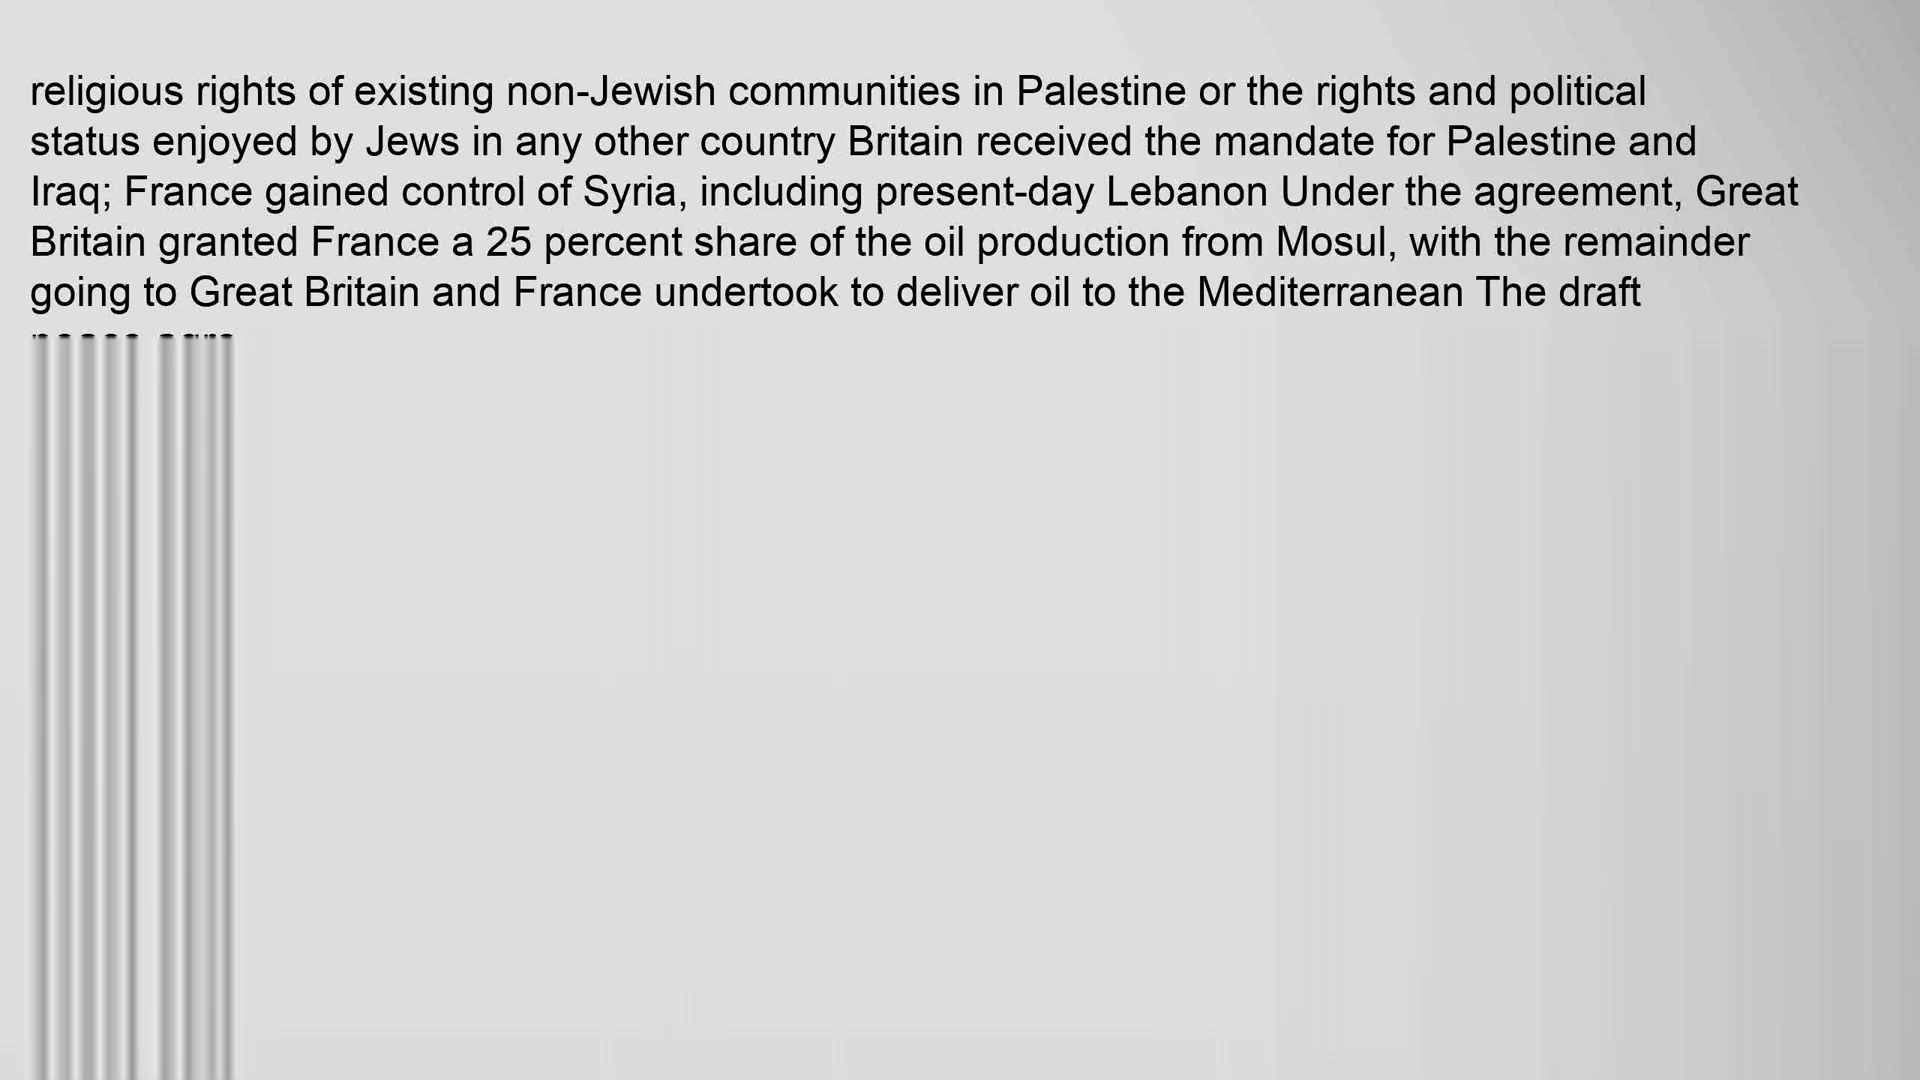 religious rights of existing non-Jewish communities in Palestine or the rights and political
status enjoyed by Jews in any other country Britain received the mandate for Palestine and
Iraq; France gained control of Syria, including present-day Lebanon Under the agreement, Great
Britain granted France a 25 percent share of the oil production from Mosul, with the remainder
going to Great Britain and France undertook to deliver oil to the Mediterranean The draft